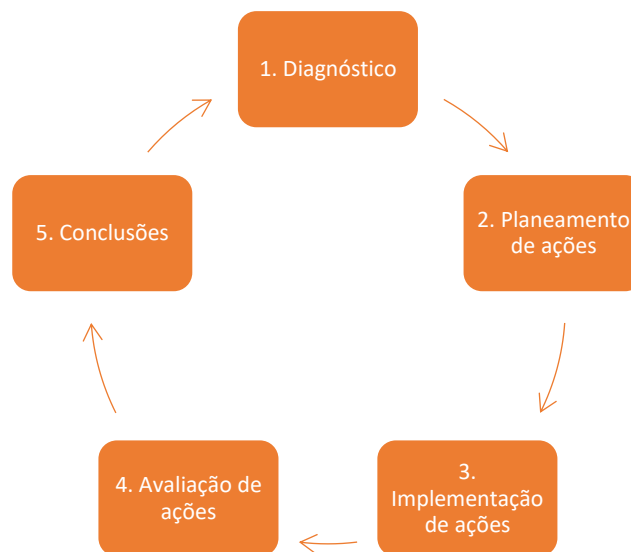 1. Diagnóstico
2. Planeamento
de ações
3.
Implementação
de ações
4. Avaliação de
ações
5. Conclusões